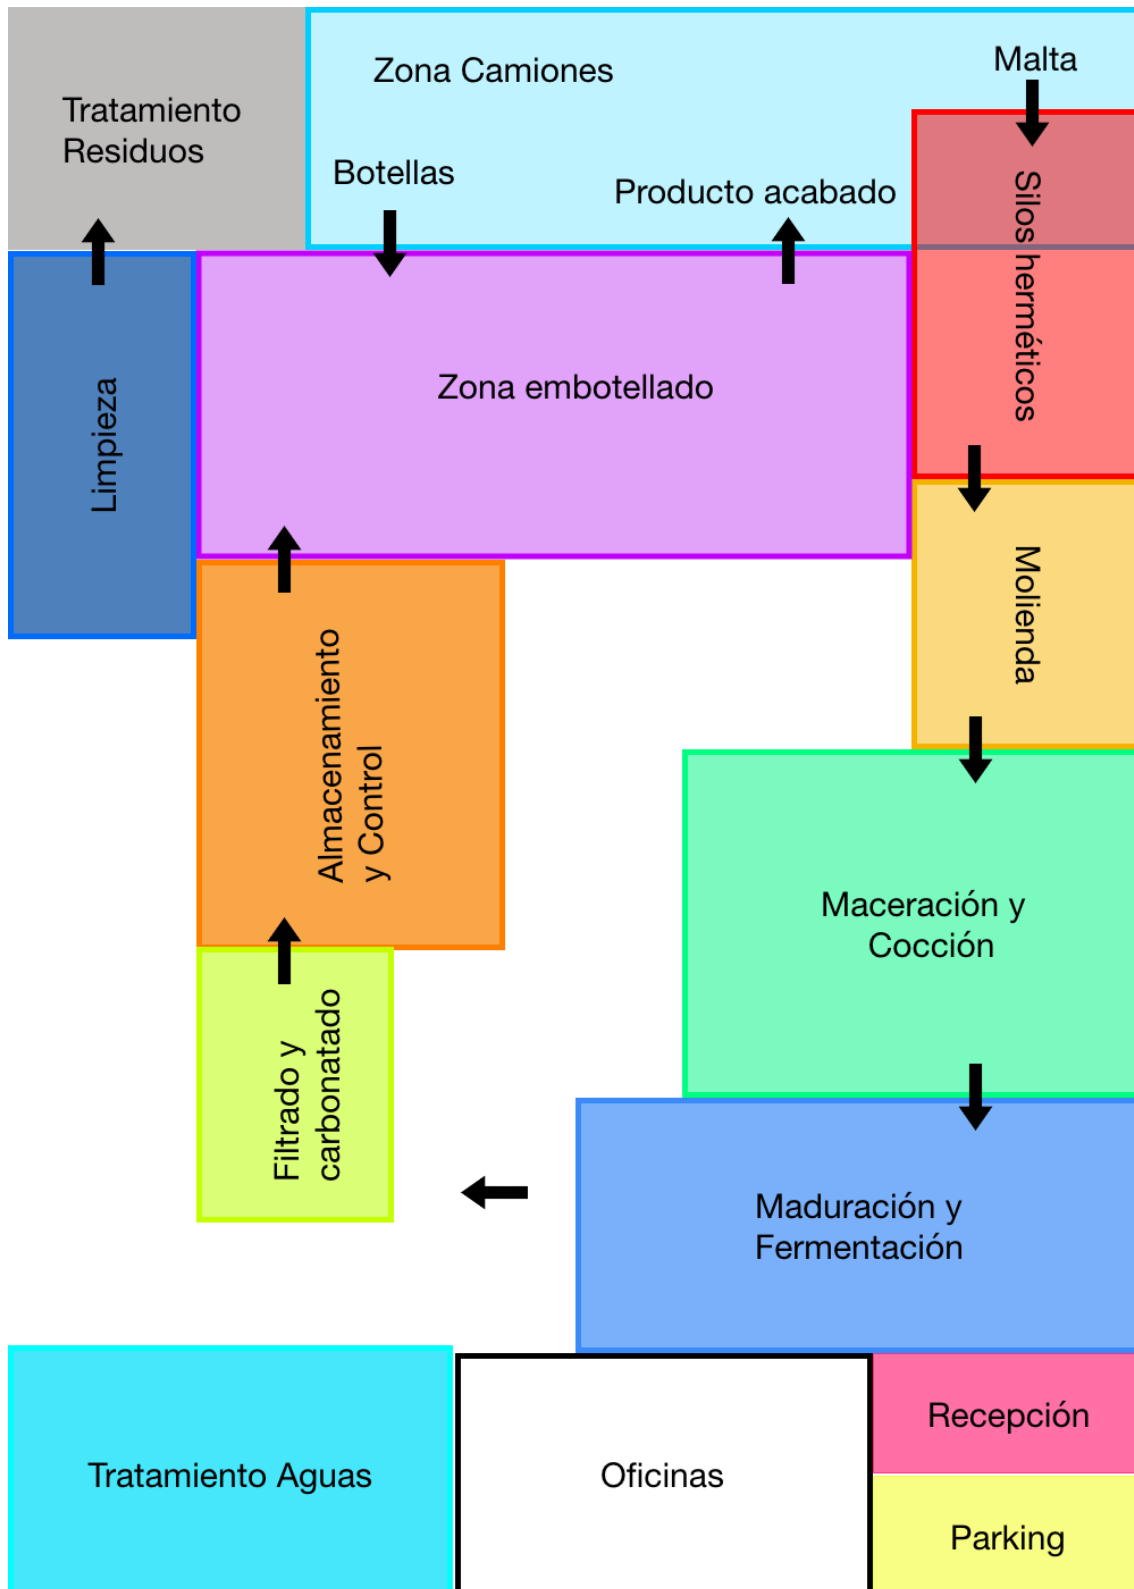 Zona Camiones
Malta
Tratamiento
Residuos
Botellas
Producto acabado
Silos herméticos
Zona embotellado
Limpieza
Molienda
Almacenamiento
y Control
Maceración y
Cocción
Filtrado y
carbonatado
Maduración y
Fermentación
Recepción
Tratamiento Aguas
Oficinas
Parking